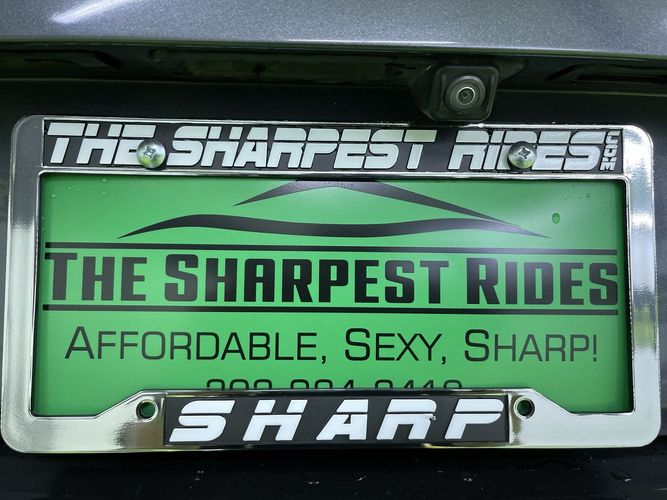 THE SHARPEST RIDES
THE SHARPEST RIDES
AFFORDABLE, SEXY, SHARP!
SHARP